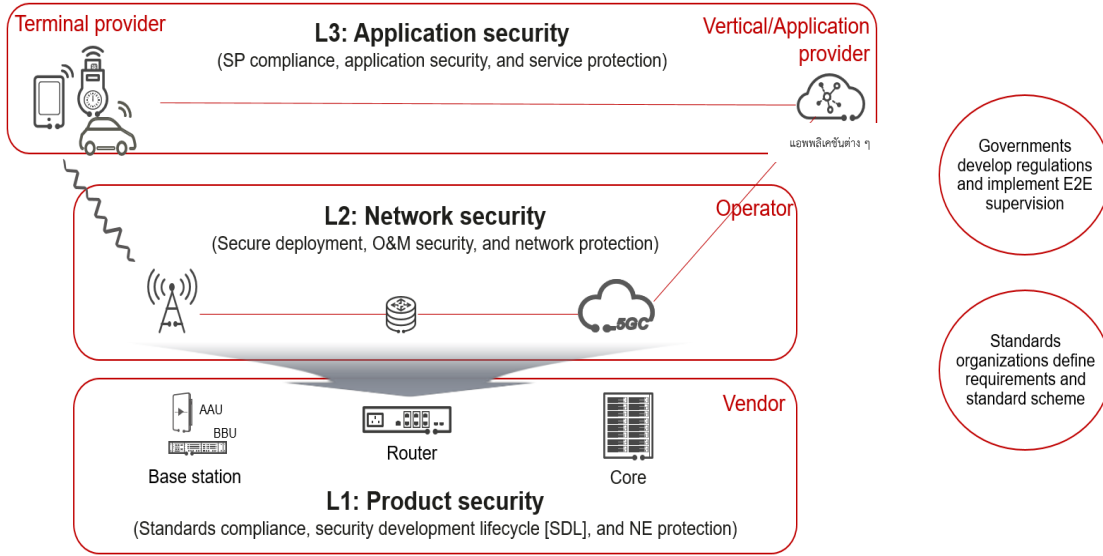 Terminal provider
L3: Application security
(SP compliance, application security, and service protection)
Vertical/Application
provider
แอพพลิเคชันต่าง ๆ
L2: Network security
(Secure deployment, O&M security, and network protection)
Operator
5GC
Vendor
AAU
BBU
Base station
Router
Core
L1: Product security
(Standards compliance, security development lifecycle [SDL], and NE protection)
Governments
develop regulations
and implement E2E
supervision
Standards
organizations define
requirements and
standard scheme